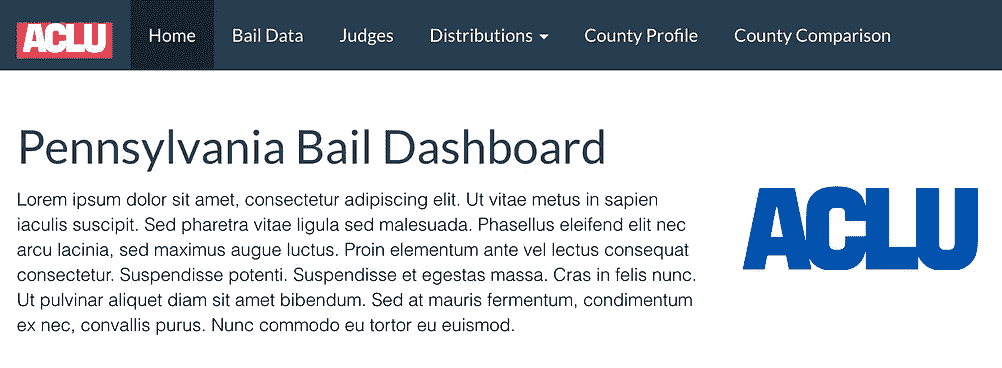 ACLU Home Bail Data Judges Distributions County Profile County Comparison
Pennsylvania Bail Dashboard
Lorem ipsum dolor sit amet, consectetur adipiscing elit. Ut vitae metus in sapien
iaculis suscipit. Sed pharetra vitae ligula sed malesuada. Phasellus eleifend elit nec
arcu lacinia, sed maximus augue luctus. Proin elementum ante vel lectus consequat
consectetur. Suspendisse potenti. Suspendisse et egestas massa. Cras in felis nunc.
Ut pulvinar aliquet diam sit amet bibendum. Sed at mauris fermentum, condimentum
ex nec, convallis purus. Nunc commodo eu tortor eu euismod.
ACLU